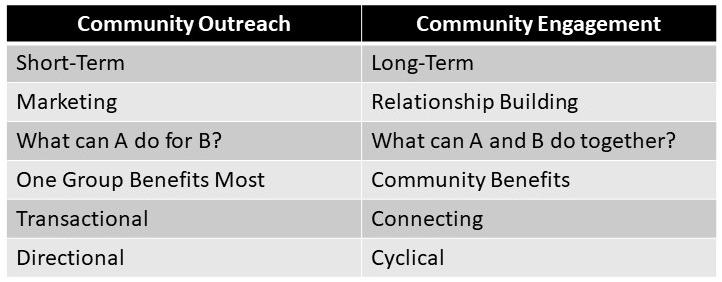 Community Outreach Community Engagement
Short-Term Long-Term
Marketing Relationship Building
What can A do for B? What can A and B do together?
One Group Benefits Most Community Benefits
Transactional Connecting
Directional Cyclical